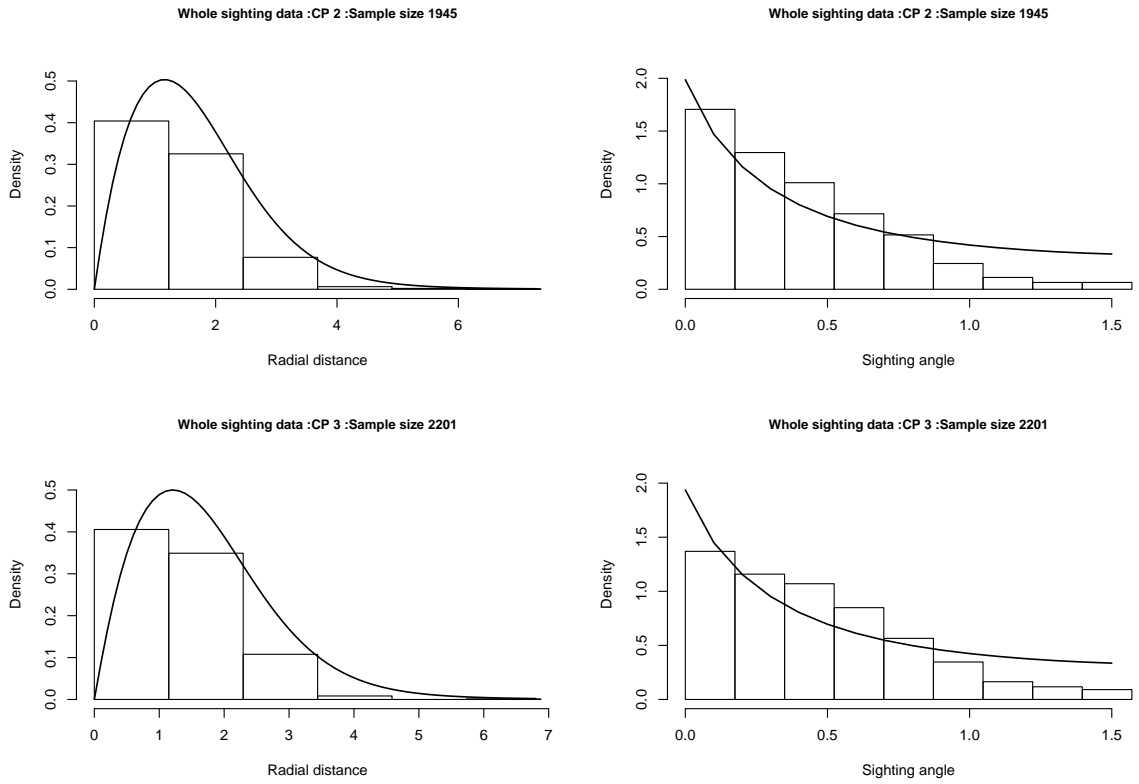 Whole sighting data :CP 2 :Sample size 1945
Density
0.5
0.4
0.3
0.2
0.1
0.0
0 2 4 6
Radial distance
Whole sighting data :CP 2 :Sample size 1945
Density
2.0
1.5
1.0
0.5
0.0
0.0 0.5 1.0 1.5
Sighting angle
Whole sighting data :CP 3 :Sample size 2201
Density
0.5
0.4
0.3
0.2
0.1
0.0
0 1 2 3 4 5 6 7
Radial distance
Whole sighting data :CP 3 :Sample size 2201
Density
2.0
1.5
1.0
0.5
0.0
0.0 0.5 1.0 1.5
Sighting angle